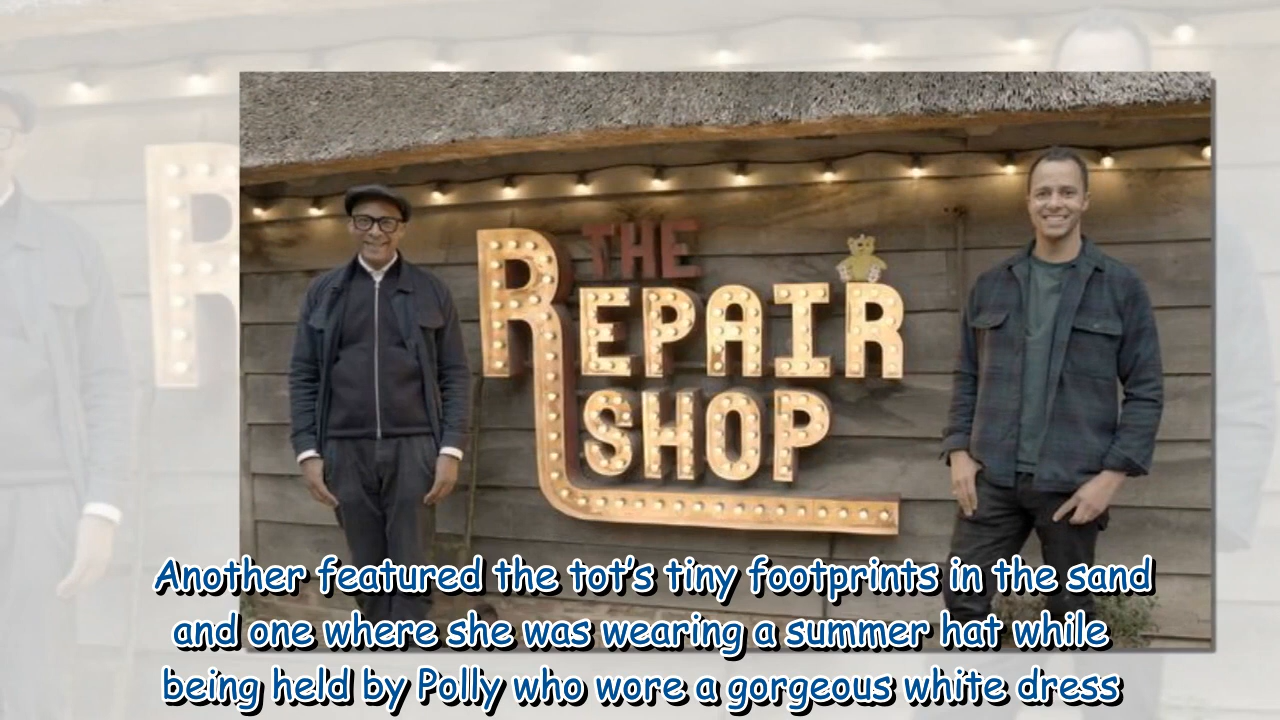 THE
REPAIR
SHOP
Another featured the tot's tiny footprints in the sand
and one where she was wearing a summer hat while
being held by Polly who wore a gorgeous white dress